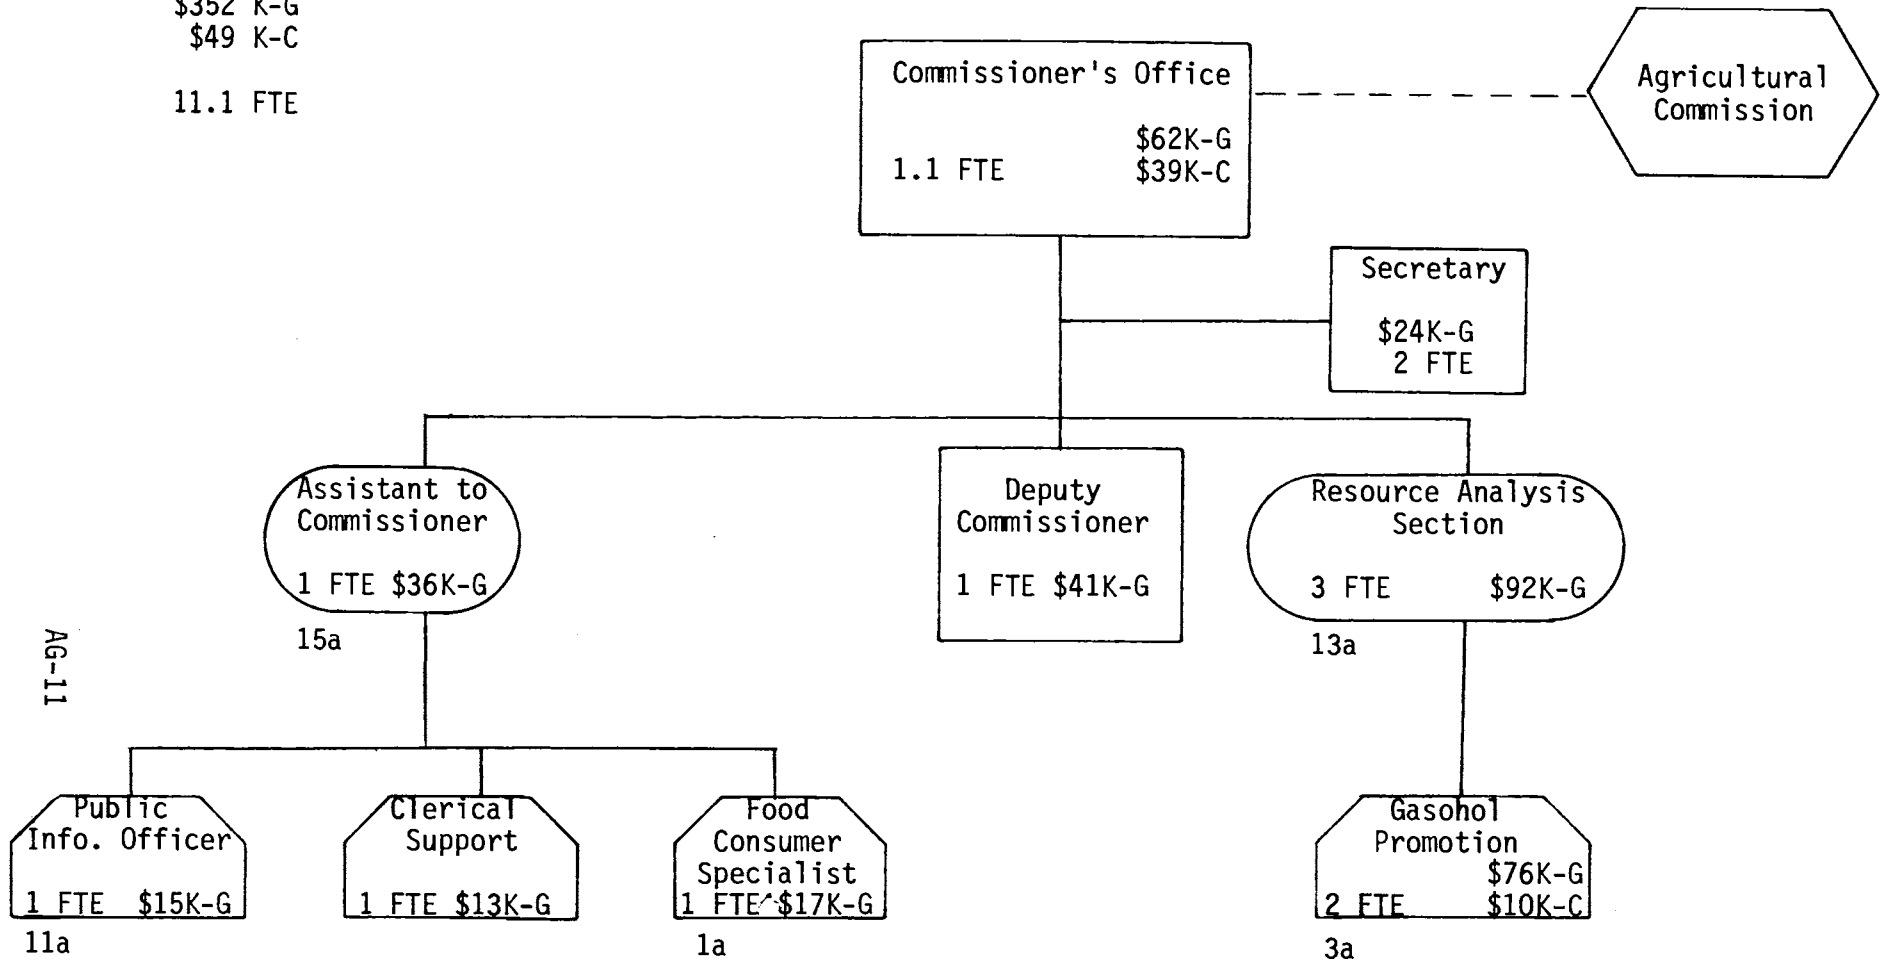 $352 K-G
$49 K-C
11.1 FTE
Commissioner's Office
$62K-G
1.1 FTE $39K-C
Agricultural
Commission
Secretary
$24K-G
2 FTE
Assistant to
Commissioner
1 FTE $36K-G
15a
Deputy
Commissioner
1 FTE $41K-G
Resource Analysis
Section
3 FTE $92K-G
13a
AG-11
Public
Info. Officer
1 FTE $15K-G
11a
Clerical
Support
1 FTE $13K-G
Food
Consumer
Specialist
1 FTE $17K-G
1a
Gasohol
Promotion
$76K-G
2 FTE $10K-C
3a